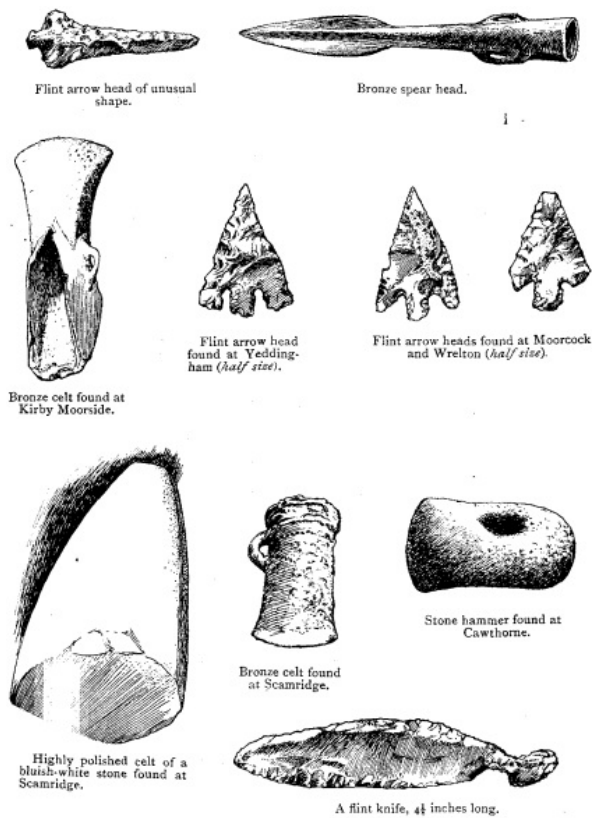 Flint arrow head of unusual
shape.
Bronze spear head.
Flint arrow head
found at Yedding-
ham (half size).
Flint arrow heads found at Moorcock
and Wrelton (half size).
Bronze celt found at
Kirby Moorside.
Stone hammer found at
Cawthorne.
Bronze celt found
at Scamridge.
Highly polished celt of a
bluish-white stone found at
Scamridge.
A flint knife, 4½ inches long.